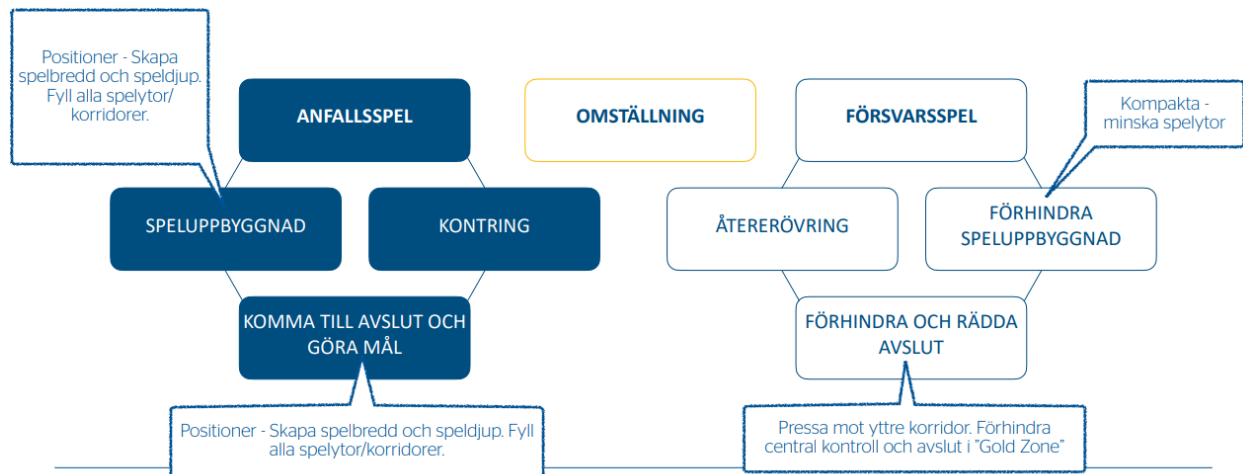 Positioner - Skapa
spelbredd och speldjup.
Fyll alla spelytor/
korridorer.
ANFALLSSPEL
OMSTÄLLNING
FÖRSVARSSPEL
Kompakta -
minska spelytor
SPELUPPBYGGNAD
KONTRING
ÅTERERÖVRING
FÖRHINDRA
SPELUPPBYGGNAD
KOMMA TILL AVSLUT OCH
GÖRA MÅL
FÖRHINDRA OCH RÄDDA
AVSLUT
Positioner - Skapa spelbredd och speldjup. Fyll
alla spelytor/korridorer.
Pressa mot yttre korridor. Förhindra
central kontroll och avslut i "Gold Zone"